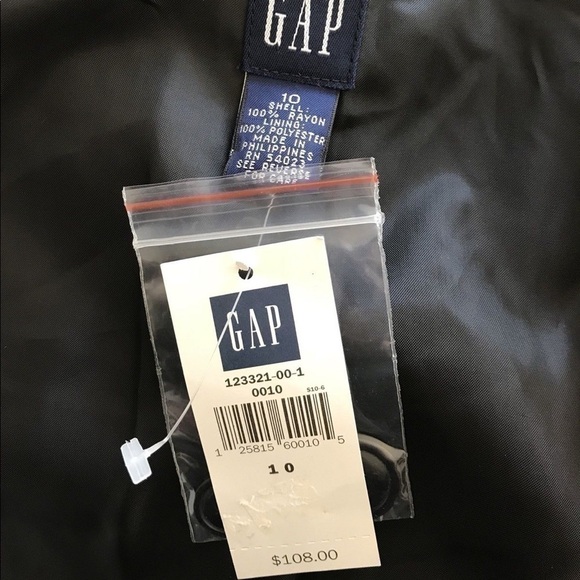 GAP
10
SHELL:
100% RAYON
LINING:
100% POLYESTER
MADE IN
PHILIPPINES
RN 54023
SEE REVERSE
FOR CARE
GAP
123321-00-1
0010 S10-6
1 25815 60010 5
10
$108.00